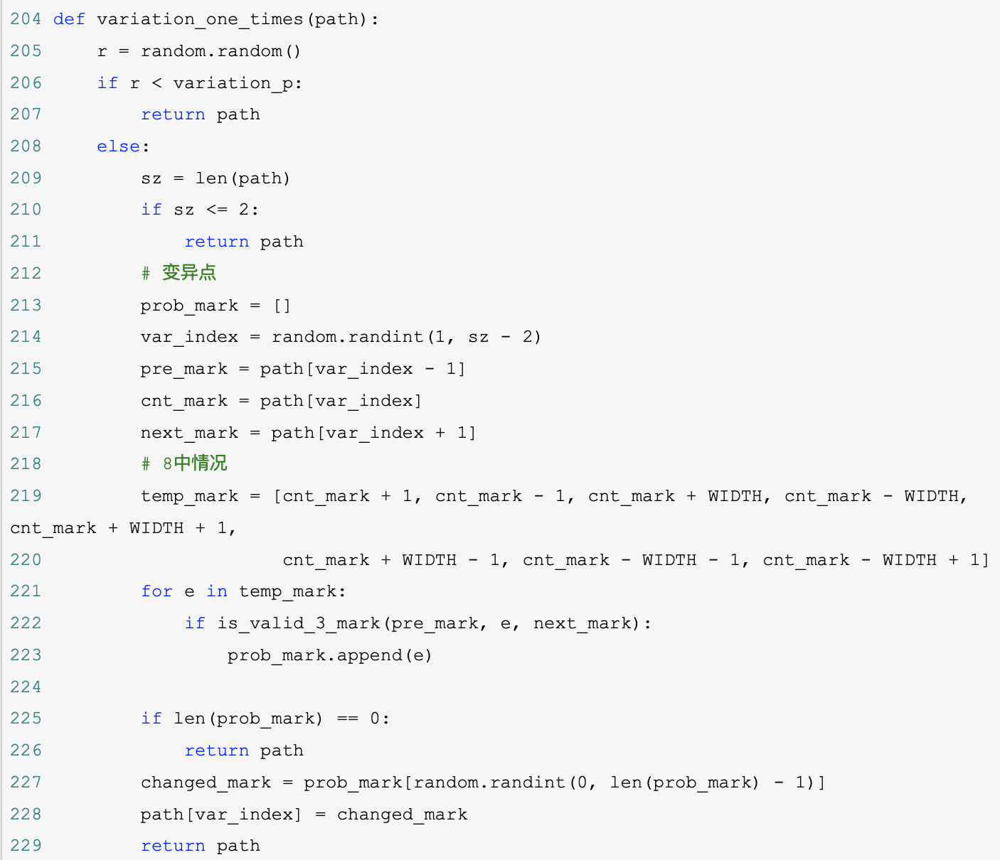 204 def variation_one_times(path):
205     r = random.random()
206     if r < variation_p:
207         return path
208     else:
209         sz = len(path)
210         if sz <= 2:
211             return path
212         # 变异点
213         prob_mark = []
214         var_index = random.randint(1, sz - 2)
215         pre_mark = path[var_index - 1]
216         cnt_mark = path[var_index]
217         next_mark = path[var_index + 1]
218         # 8中情况
219         temp_mark = [cnt_mark + 1, cnt_mark - 1, cnt_mark + WIDTH, cnt_mark - WIDTH,
cnt_mark + WIDTH + 1,
220                      cnt_mark + WIDTH - 1, cnt_mark - WIDTH - 1, cnt_mark - WIDTH + 1]
221         for e in temp_mark:
222             if is_valid_3_mark(pre_mark, e, next_mark):
223                 prob_mark.append(e)
224
225         if len(prob_mark) == 0:
226             return path
227         changed_mark = prob_mark[random.randint(0, len(prob_mark) - 1)]
228         path[var_index] = changed_mark
229         return path